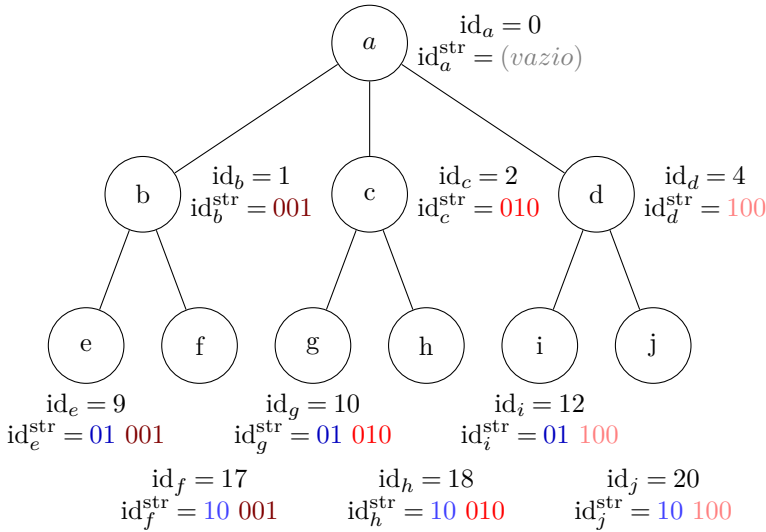 a
id_a = 0
id_a^str = (vazio)
b
id_b = 1
id_b^str = 001
c
id_c = 2
id_c^str = 010
d
id_d = 4
id_d^str = 100
e
f
g
h
i
j
id_e = 9
id_e^str = 01 001
id_g = 10
id_g^str = 01 010
id_i = 12
id_i^str = 01 100
id_f = 17
id_f^str = 10 001
id_h = 18
id_h^str = 10 010
id_j = 20
id_j^str = 10 100